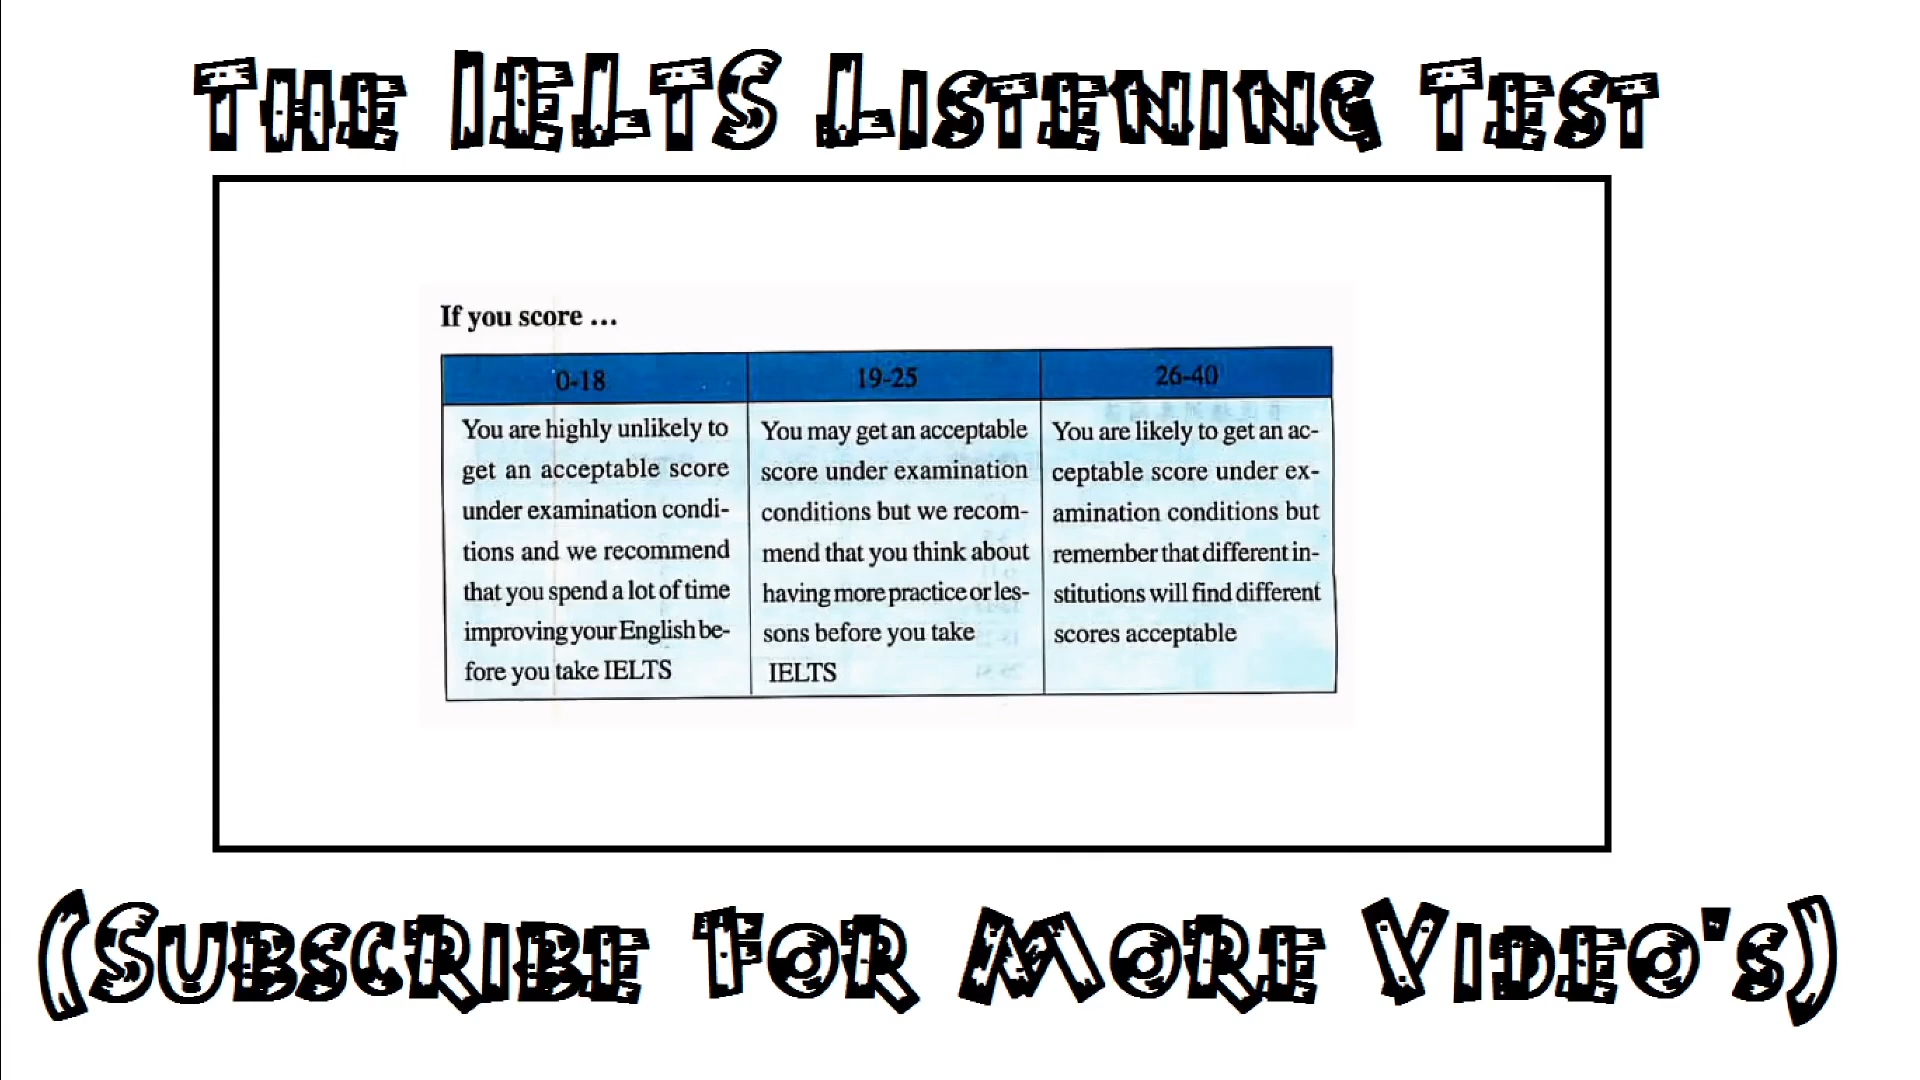 The IELTS Listening Test
If you score ...
0-18
You are highly unlikely to
get an acceptable score
under examination condi-
tions and we recommend
that you spend a lot of time
improving your English be-
fore you take IELTS
19-25
You may get an acceptable
score under examination
conditions but we recom-
mend that you think about
having more practice or les-
sons before you take
IELTS
26-40
You are likely to get an ac-
ceptable score under ex-
amination conditions but
remember that different in-
stitutions will find different
scores acceptable
(Subscribe For More Video's)